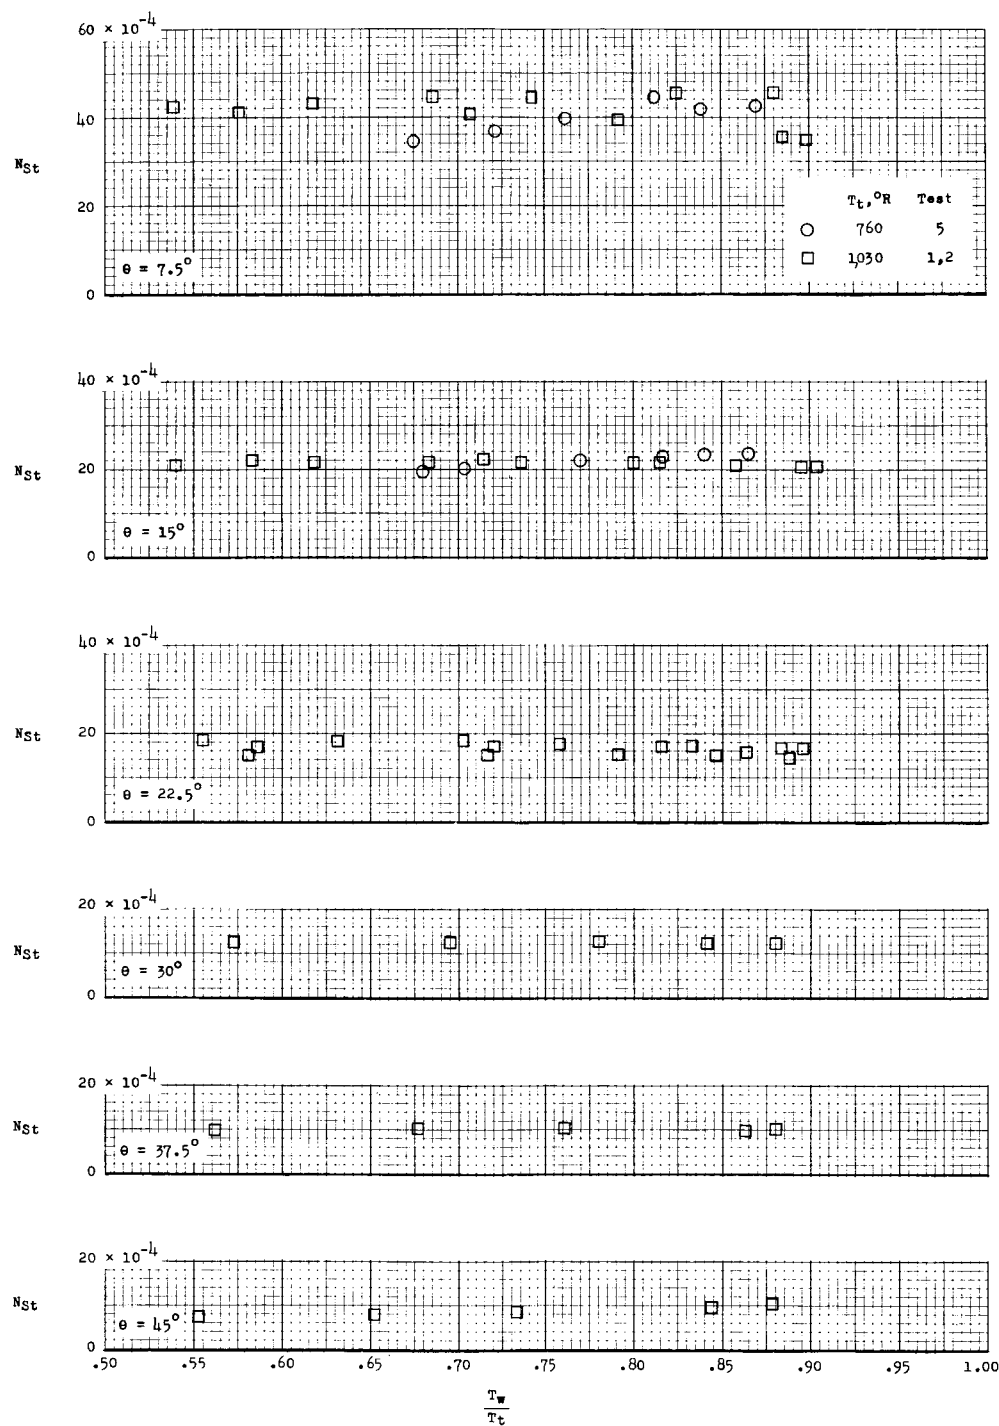 60 × 10⁻⁴
40
N_St
20
0
θ = 7.5°
T_t, °R Test
○ 760 5
□ 1,030 1,2
40 × 10⁻⁴
N_St
20
0
θ = 15°
40 × 10⁻⁴
N_St
20
0
θ = 22.5°
20 × 10⁻⁴
N_St
0
θ = 30°
20 × 10⁻⁴
N_St
0
θ = 37.5°
20 × 10⁻⁴
N_St
0
θ = 45°
.50 .55 .60 .65 .70 .75 .80 .85 .90 .95 1.00
T_w
T_t